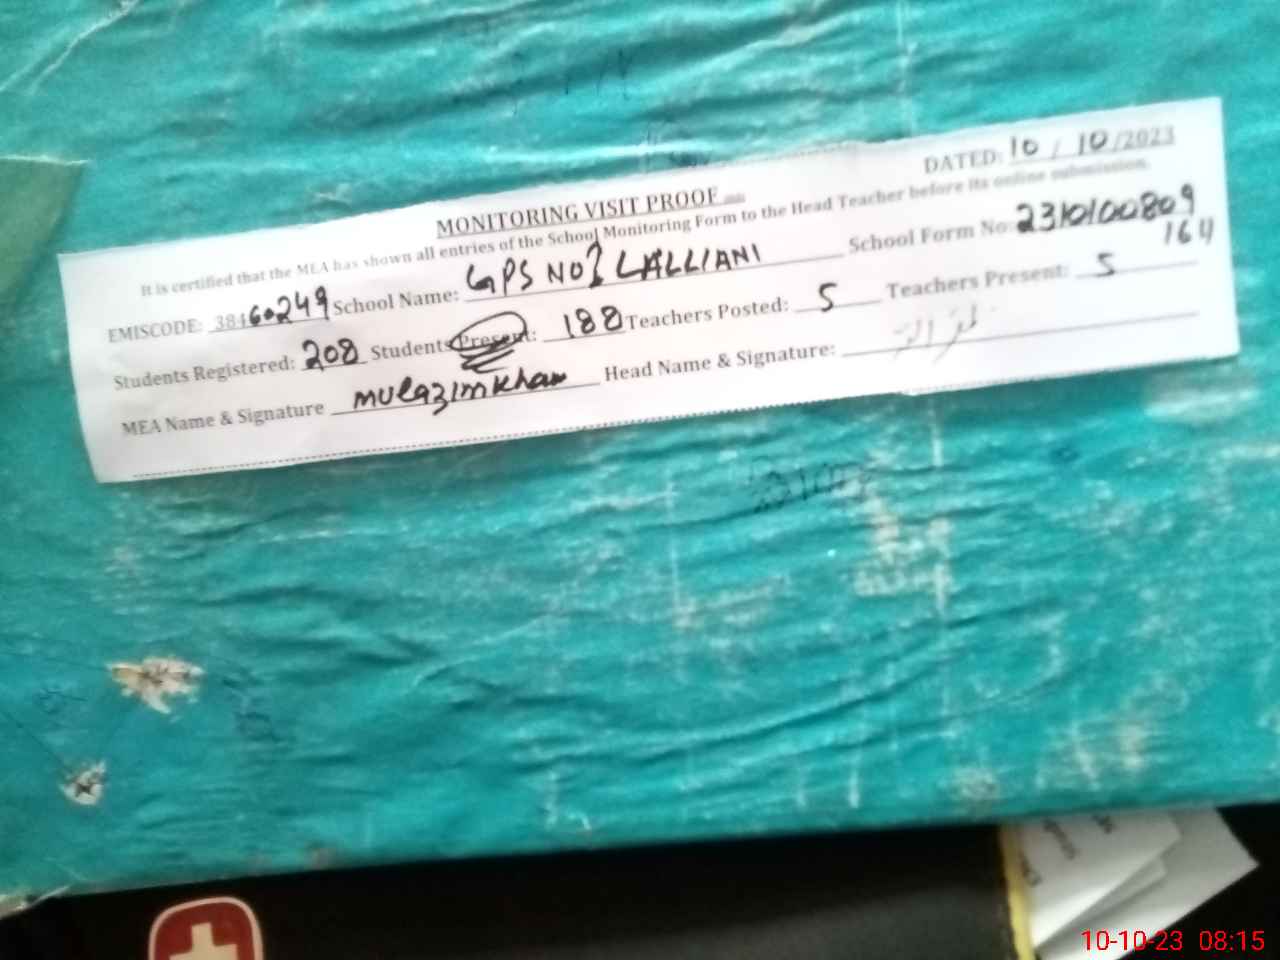 DATED: 10 / 10 /2023
MONITORING VISIT PROOF
It is certified that the MEA has shown all entries of the School Monitoring Form to the Head Teacher before its online submission.
EMISCODE: 38460249 School Name: GPS NO1 LALLIANI School Form No: 2310100809
164
Students Registered: 208 Students Present: 188 Teachers Posted: 5 Teachers Present: 5
MEA Name & Signature mulazim khan Head Name & Signature:
10-10-23 08:15